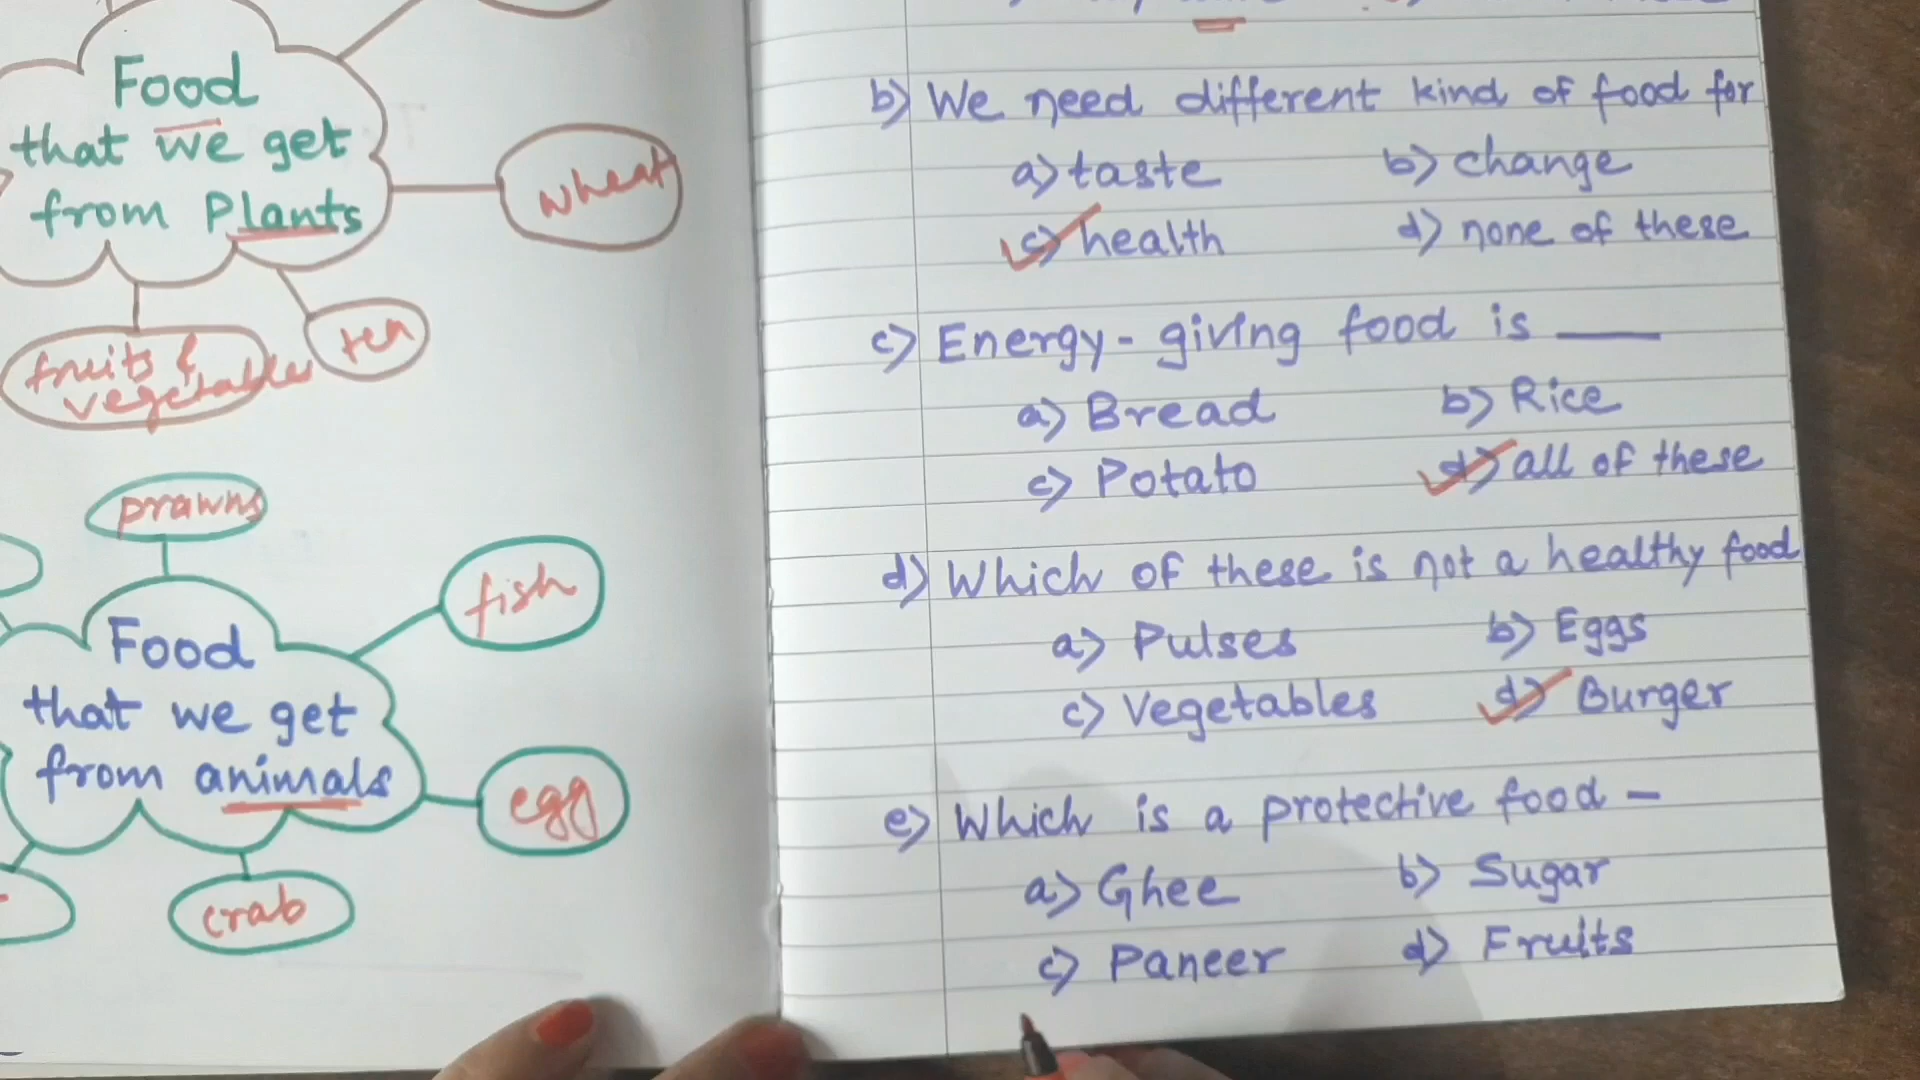 Food
that we get
from Plants
wheat
tea
fruits &
vegetables
prawns
fish
Food
that we get
from animals
egg
crab
b) We need different kind of food for
a) taste b) change
c) health d) none of these
c) Energy-giving food is ___
a) Bread b) Rice
c) Potato d) all of these
d) Which of these is not a healthy food
a) Pulses b) Eggs
c) Vegetables d) Burger
e) Which is a protective food -
a) Ghee b) Sugar
c) Paneer d) Fruits